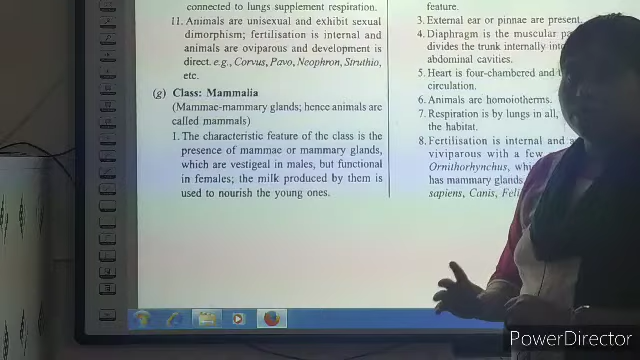 connected to lungs supplement respiration.
11. Animals are unisexual and exhibit sexual
dimorphism; fertilisation is internal and
animals are oviparous and development is
direct. e.g., Corvus, Pavo, Neophron, Struthio,
etc.
(g) Class: Mammalia
(Mammae-mammary glands; hence animals are
called mammals)
1. The characteristic feature of the class is the
presence of mammae or mammary glands,
which are vestigeal in males, but functional
in females; the milk produced by them is
used to nourish the young ones.
feature.
3. External ear or pinnae are present.
4. Diaphragm is the muscular
divides the trunk internally
abdominal cavities.
5. Heart is four-chambered and
circulation.
6. Animals are homoiotherms.
7. Respiration is by lungs in all,
the habitat.
8. Fertilisation is internal and
viviparous with a few
Ornithorhynchus,
has mammary glands.
sapiens, Canis,
PowerDirector